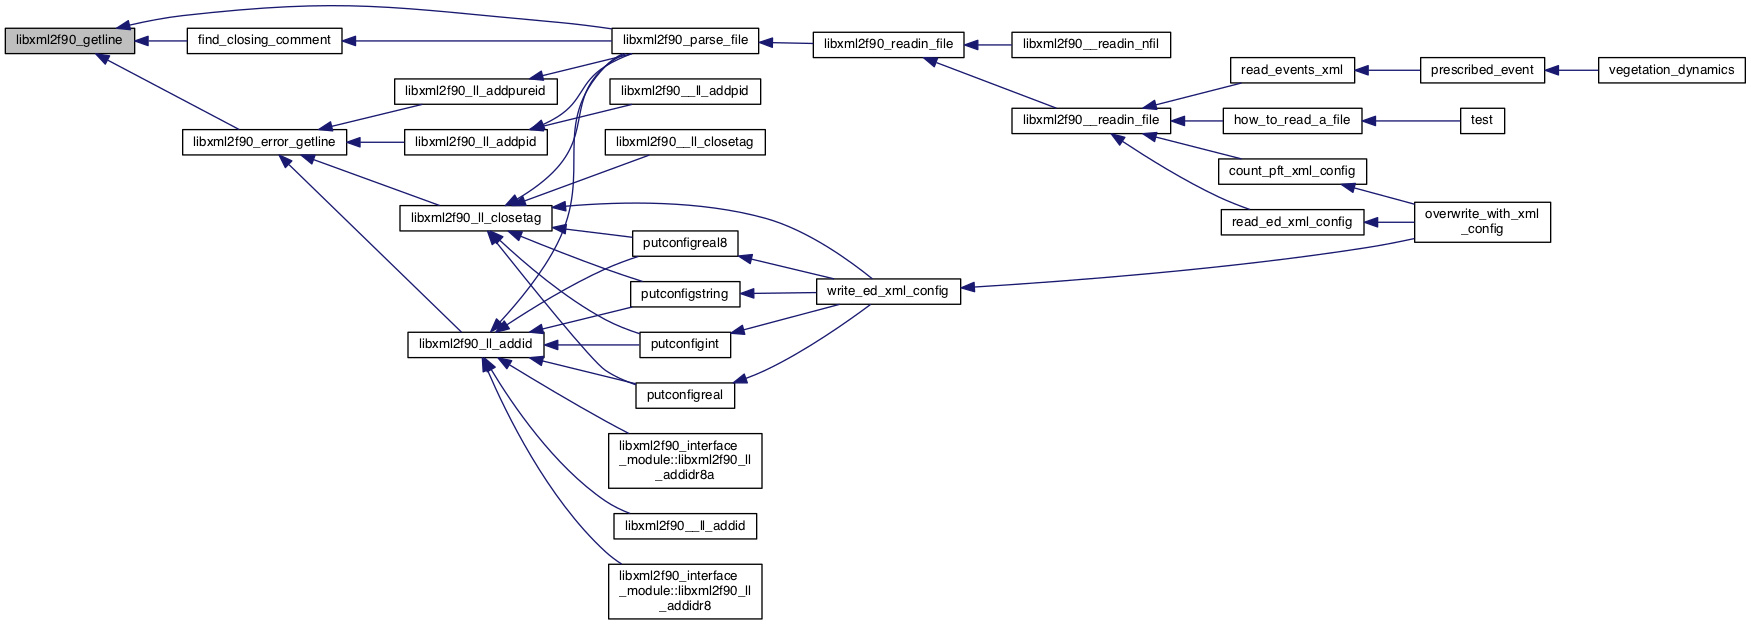 libxml2f90_getline
find_closing_comment
libxml2f90_parse_file
libxml2f90_readin_file
libxml2f90__readin_nfil
read_events_xml
prescribed_event
vegetation_dynamics
libxml2f90_ll_addpureid
libxml2f90__ll_addpid
libxml2f90__readin_file
how_to_read_a_file
test
libxml2f90_error_getline
libxml2f90_ll_addpid
libxml2f90__ll_closetag
count_pft_xml_config
libxml2f90_ll_closetag
read_ed_xml_config
overwrite_with_xml
_config
putconfigreal8
putconfigstring
write_ed_xml_config
libxml2f90_ll_addid
putconfigint
putconfigreal
libxml2f90_interface
_module::libxml2f90_ll
_addidr8a
libxml2f90__ll_addid
libxml2f90_interface
_module::libxml2f90_ll
_addidr8